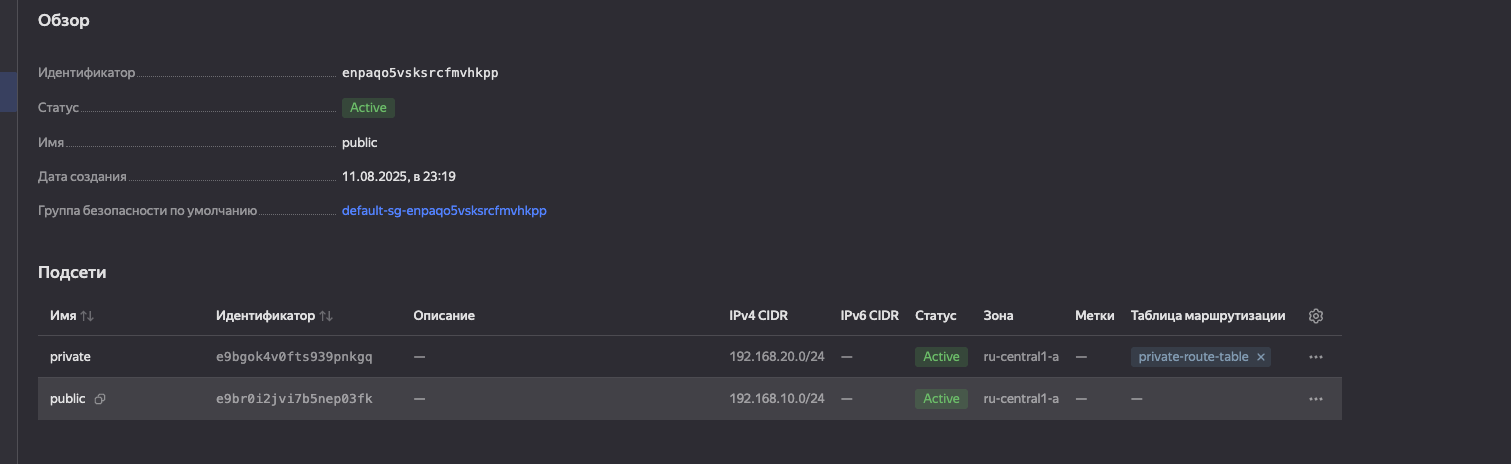 Обзор
Идентификатор enpaqo5vsksrcfmvhkpp
Статус Active
Имя public
Дата создания 11.08.2025, в 23:19
Группа безопасности по умолчанию default-sg-enpaqo5vsksrcfmvhkpp
Подсети
Имя Идентификатор Описание IPv4 CIDR IPv6 CIDR Статус Зона Метки Таблица маршрутизации
private e9bgok4v0fts939pnkgq — 192.168.20.0/24 — Active ru-central1-a — private-route-table ×
public e9br0i2jvi7b5nep03fk — 192.168.10.0/24 — Active ru-central1-a — —